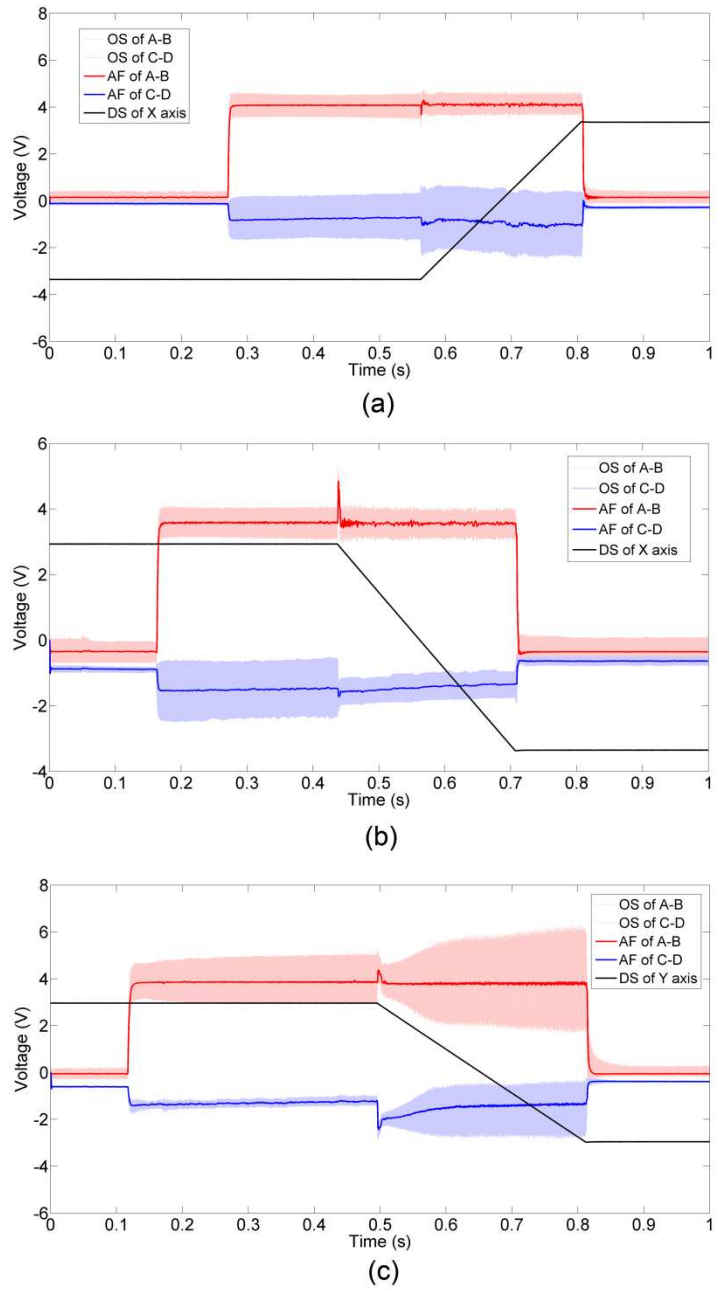 8
6
4
2
0
-2
-4
-6
Voltage (V)
OS of A-B
OS of C-D
AF of A-B
AF of C-D
DS of X axis
0 0.1 0.2 0.3 0.4 0.5 0.6 0.7 0.8 0.9 1
Time (s)
(a)
6
4
2
0
-2
-4
Voltage (V)
OS of A-B
OS of C-D
AF of A-B
AF of C-D
DS of X axis
0 0.1 0.2 0.3 0.4 0.5 0.6 0.7 0.8 0.9 1
Time (s)
(b)
8
6
4
2
0
-2
-4
-6
Voltage (V)
OS of A-B
OS of C-D
AF of A-B
AF of C-D
DS of Y axis
0 0.1 0.2 0.3 0.4 0.5 0.6 0.7 0.8 0.9 1
Time (s)
(c)